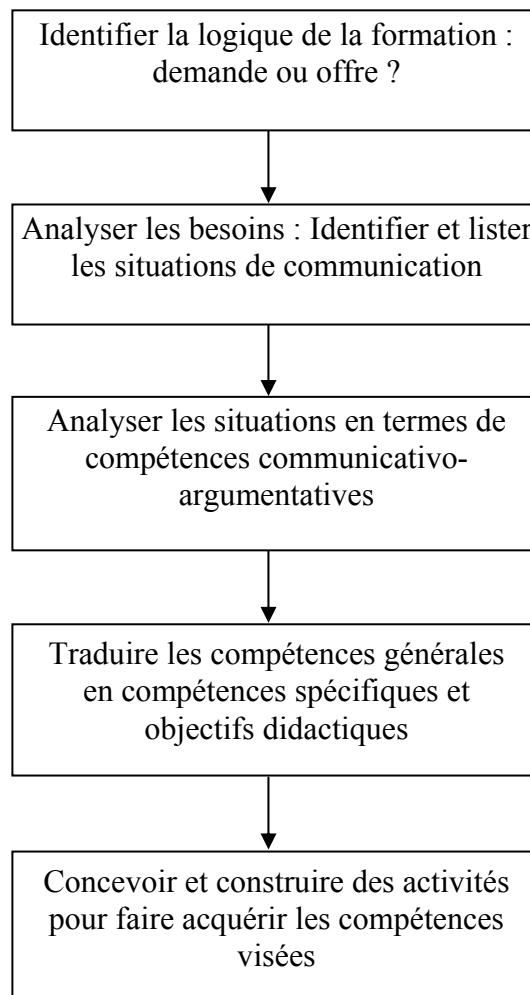 Identifier la logique de la formation :
demande ou offre ?
Analyser les besoins : Identifier et lister
les situations de communication
Analyser les situations en termes de
compétences communicativo-
argumentatives
Traduire les compétences générales
en compétences spécifiques et
objectifs didactiques
Concevoir et construire des activités
pour faire acquérir les compétences
visées